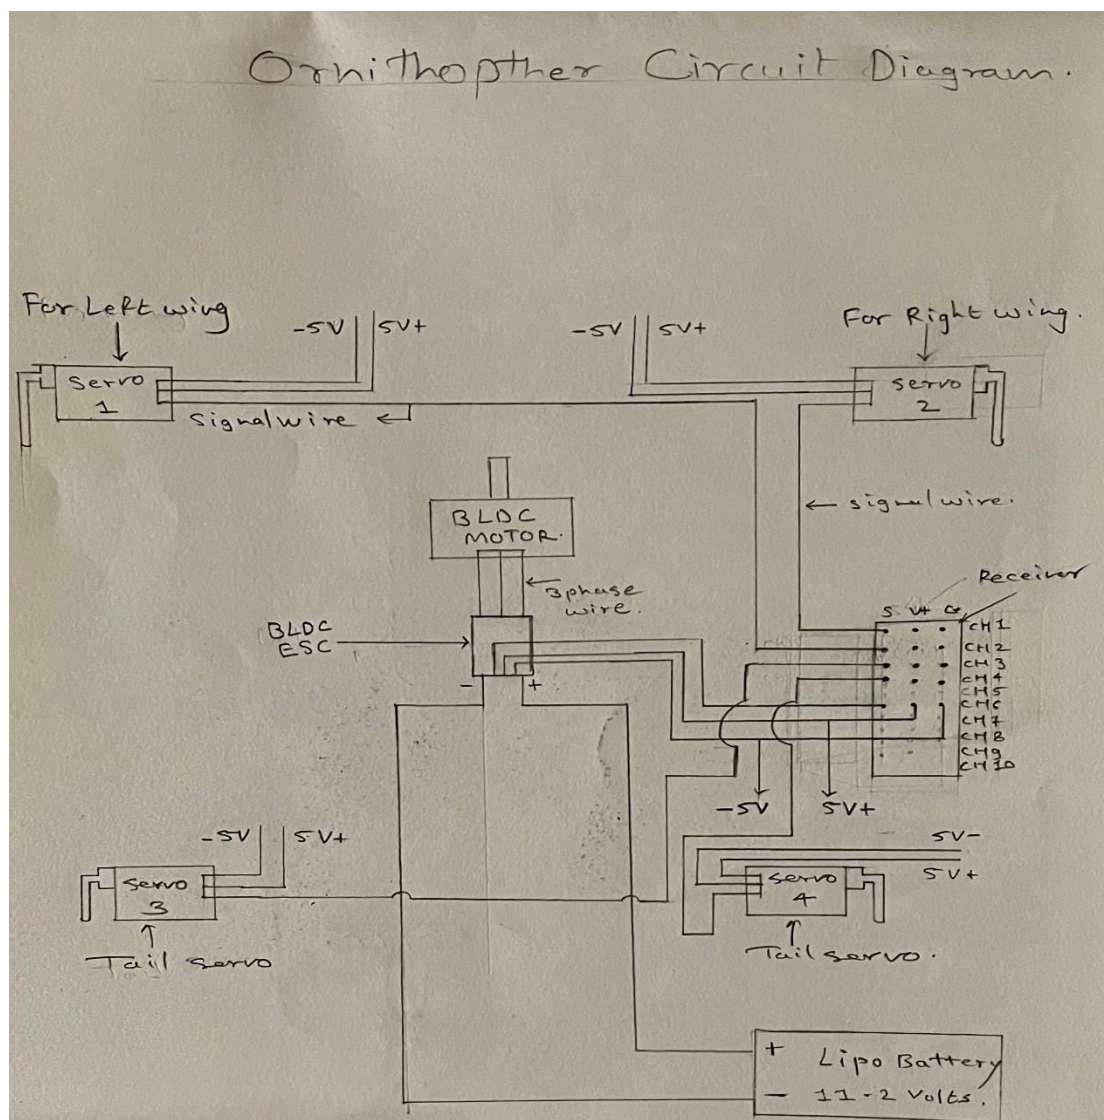 Ornithopther Circuit Diagram.
For Left wing
-5V 5V+
-5V 5V+
For Right wing.
Servo
1
Servo
2
Signalwire
BLDC
MOTOR.
signalwire.
3phase
wire.
Receiver
BLDC
ESC
S V+ G
CH1
CH2
CH3
CH4
CH5
CH6
CH7
CH8
CH9
CH10
- +
-5V 5V+
-5V 5V+
Servo
3
5V-
5V+
Servo
4
Tail servo
Tail servo.
+ Lipo Battery
- 11-2 Volts.